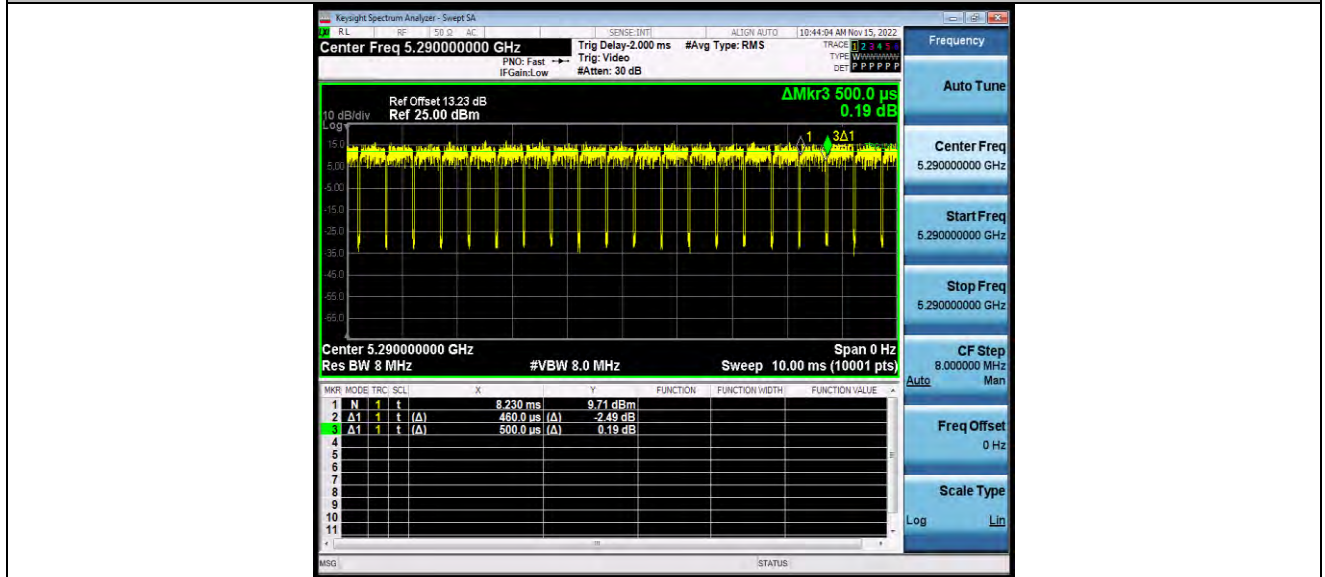 Keysight Spectrum Analyzer - Swept SA
RL RF 50 Ω AC SENSE:INT ALIGN AUTO 10:44:04 AM Nov 15, 2022
Center Freq 5.290000000 GHz
PNO: Fast
IFGain:Low
Trig Delay-2.000 ms
Trig: Video
#Atten: 30 dB
#Avg Type: RMS
TRACE 1 2 3 4 5 6
TYPE WWWWWW
DET P P P P P P
Frequency
ΔMkr3 500.0 µs
0.19 dB
Ref Offset 13.23 dB
10 dB/div Ref 25.00 dBm
Log
15.0
5.00
-5.00
-15.0
-25.0
-35.0
-45.0
-55.0
-65.0
1 3Δ1
Center 5.290000000 GHz Span 0 Hz
Res BW 8 MHz #VBW 8.0 MHz Sweep 10.00 ms (10001 pts)
MKR MODE TRC SCL X Y FUNCTION FUNCTION WIDTH FUNCTION VALUE
1 N 1 t 8.230 ms 9.71 dBm
2 Δ1 1 t (Δ) 460.0 µs (Δ) -2.49 dB
3 Δ1 1 t (Δ) 500.0 µs (Δ) 0.19 dB
4
5
6
7
8
9
10
11
MSG STATUS
Auto Tune
Center Freq
5.290000000 GHz
Start Freq
5.290000000 GHz
Stop Freq
5.290000000 GHz
CF Step
8.000000 MHz
Auto Man
Freq Offset
0 Hz
Scale Type
Log Lin